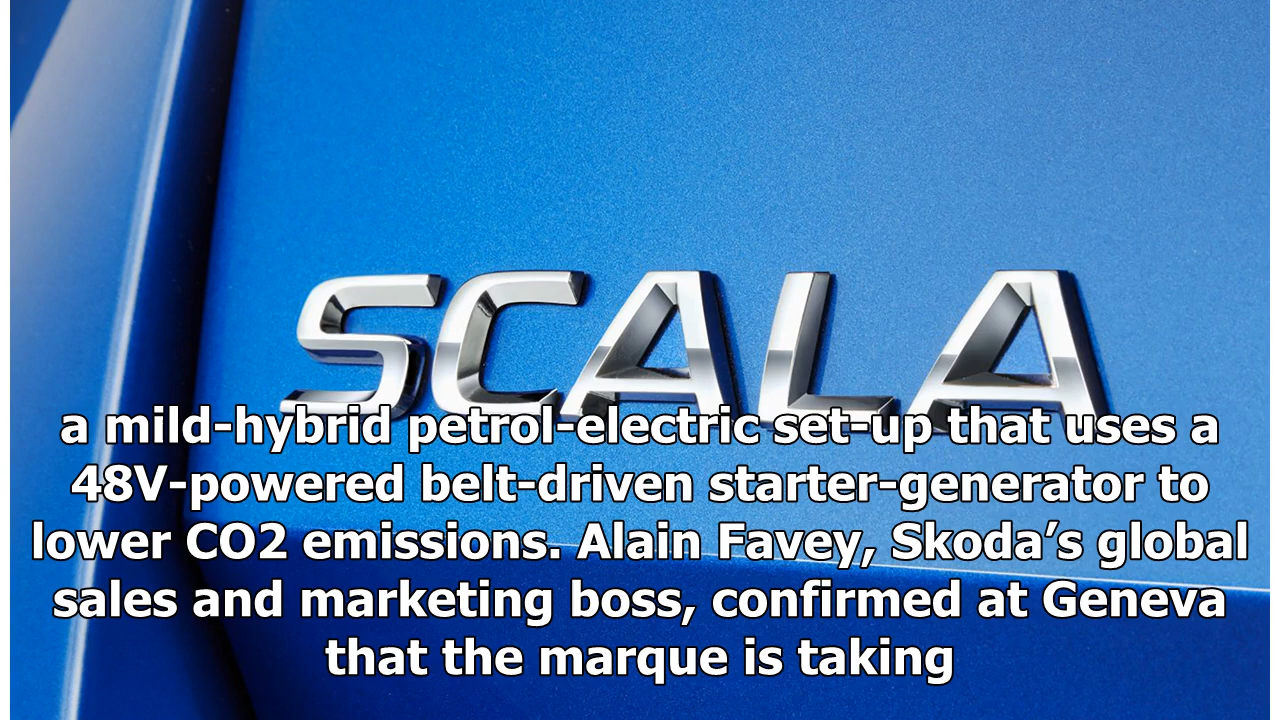 SCALA
a mild-hybrid petrol-electric set-up that uses a
48V-powered belt-driven starter-generator to
lower CO2 emissions. Alain Favey, Skoda’s global
sales and marketing boss, confirmed at Geneva
that the marque is taking